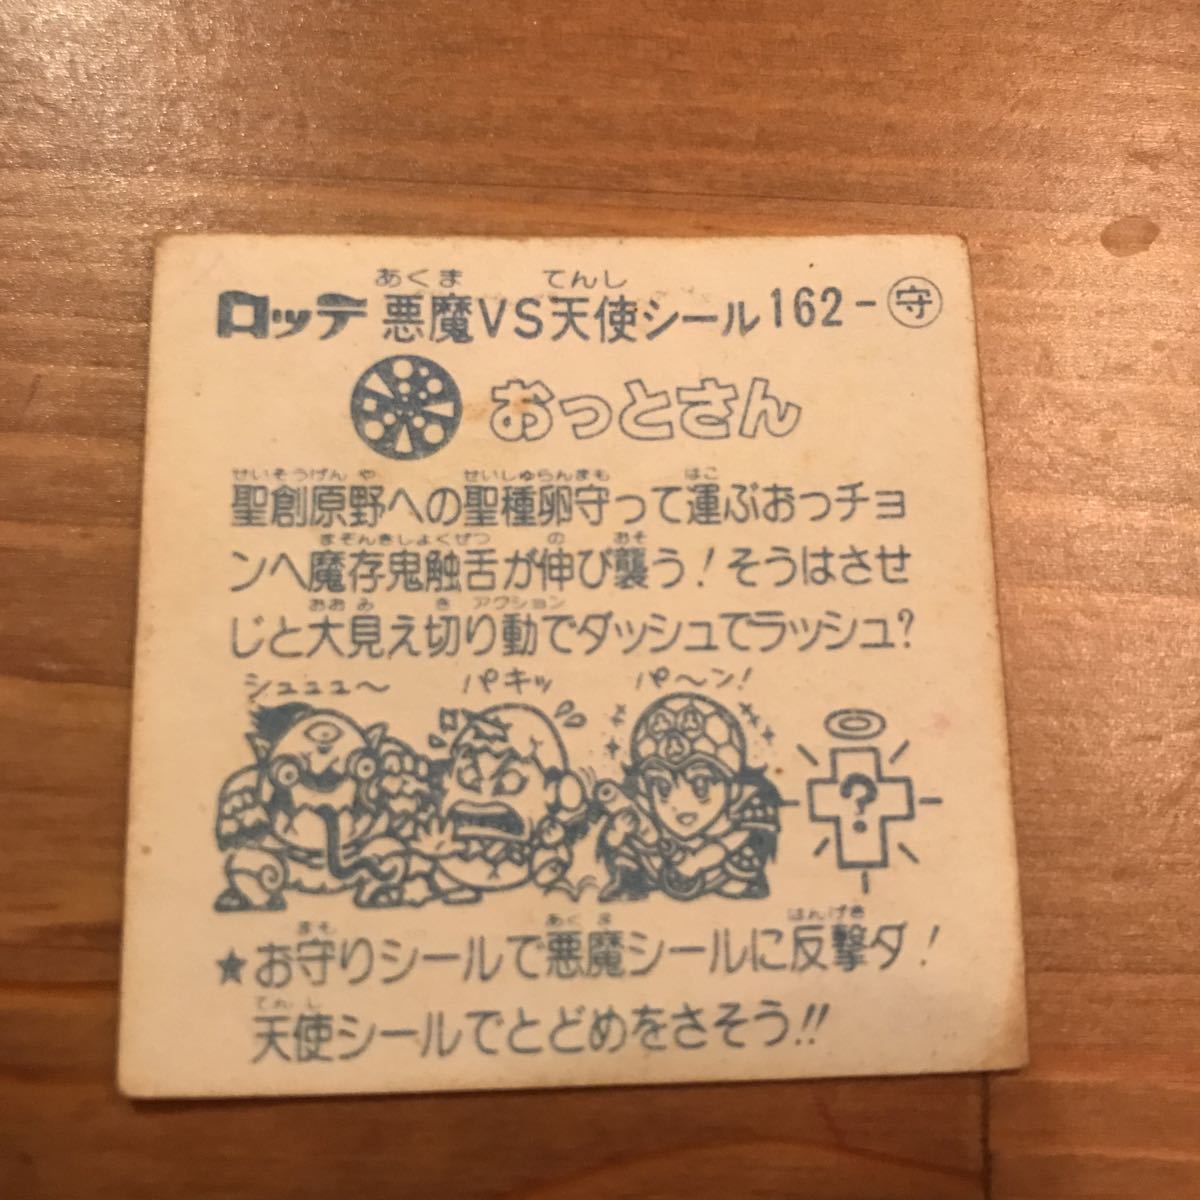 あくま てんし
ロッテ 悪魔VS天使シール 162-守
おっとさん
せいそうげんや せいしゅらんまも はこ
聖創原野への聖種卵守って運ぶおっチョ
まぞんきしょくぜつ の おそ
ンへ魔存鬼触舌が伸び襲う!そうはさせ
おおみ き アクション
じと大見え切り動でダッシュでラッシュ?
シュュュ〜 パキッ パ〜ン!
?
まも あくま はんげき
★お守りシールで悪魔シールに反撃ダ!
てんし
天使シールでとどめをさそう!!